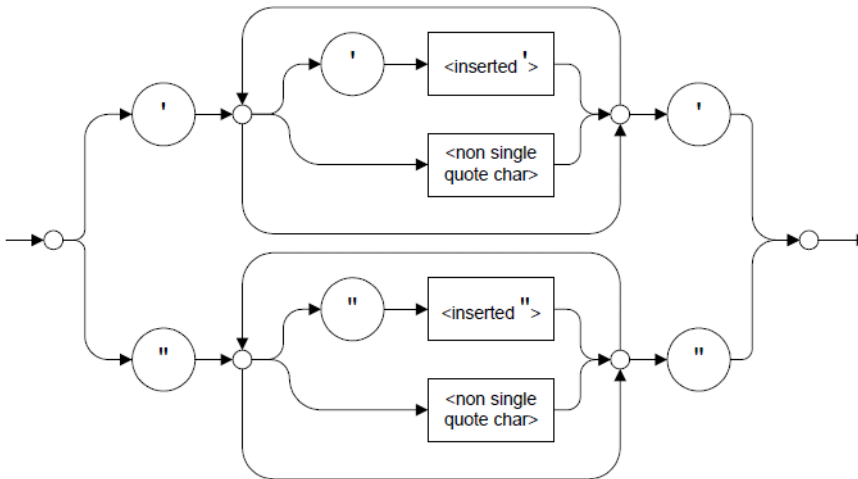 '
<inserted '>
'
<non single
quote char>
'
"
<inserted ">
"
<non single
quote char>
"